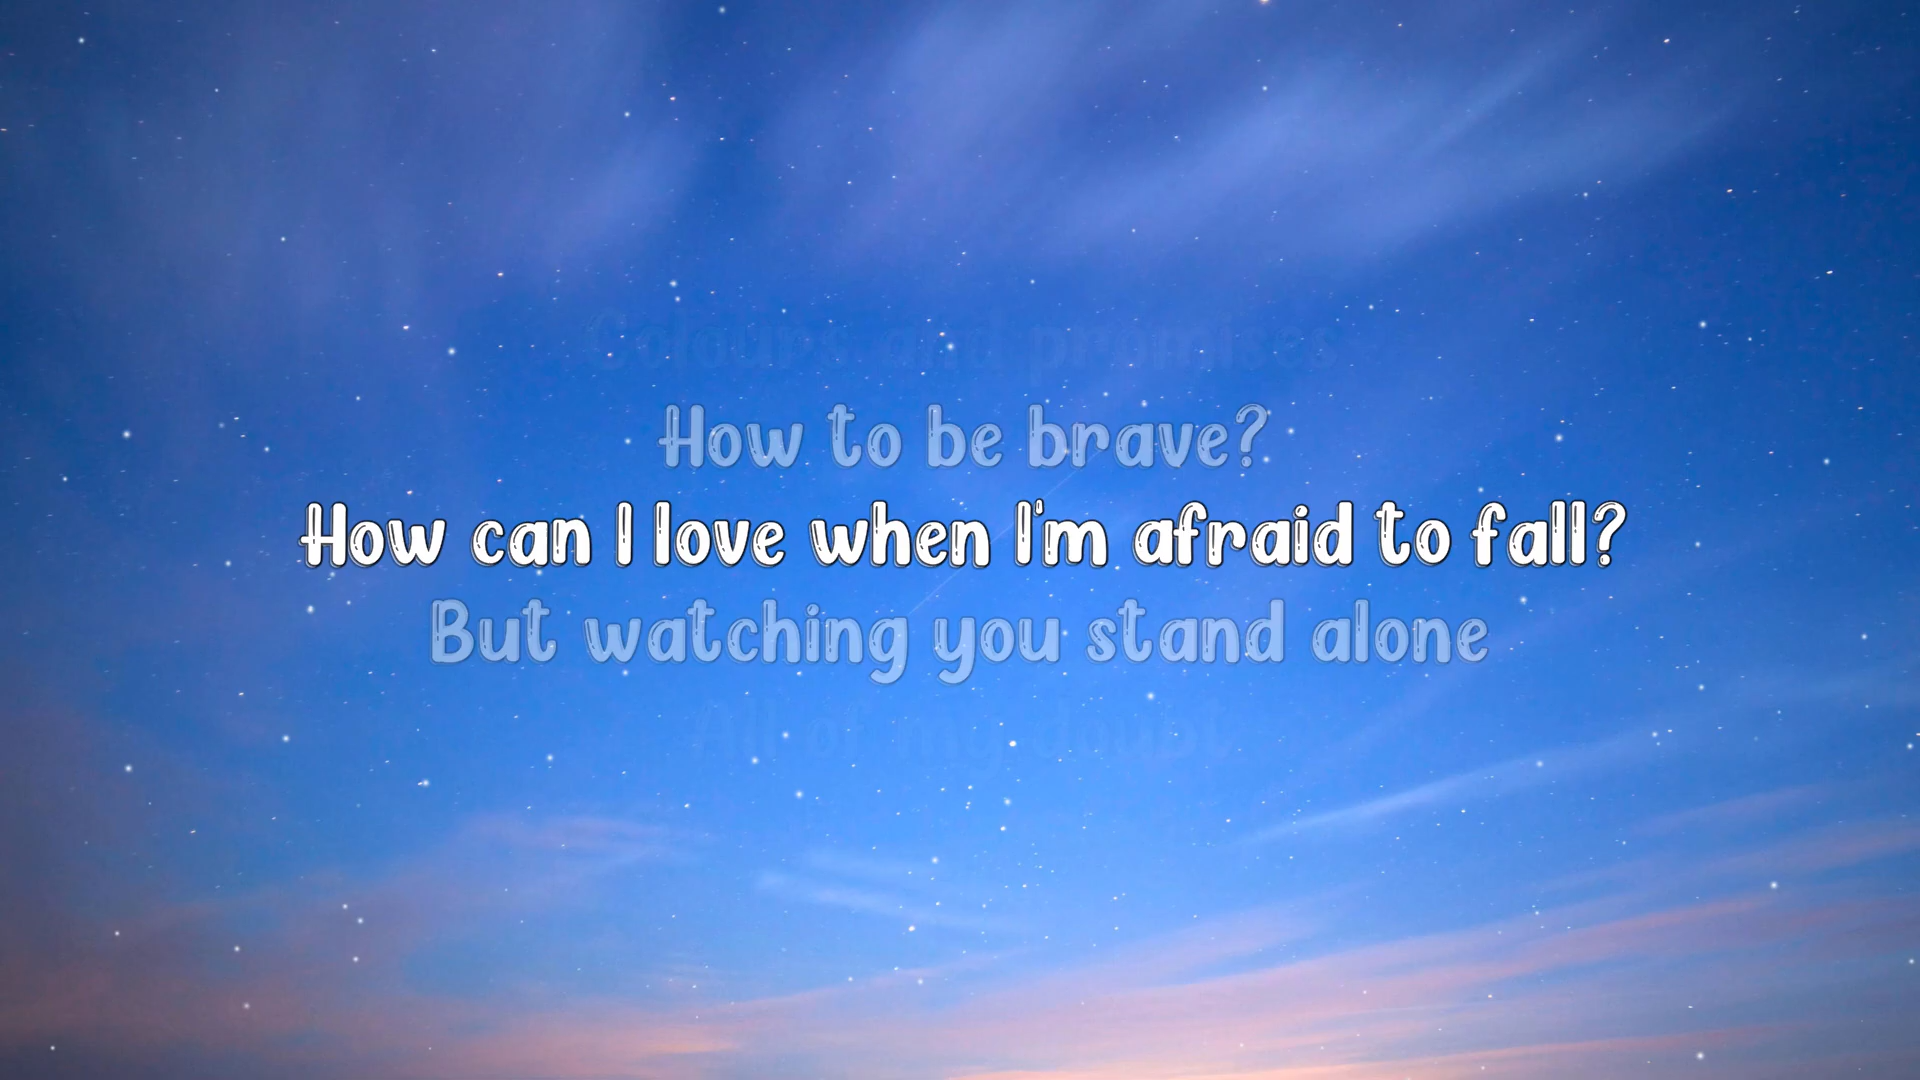 Colours and promises
How to be brave?
How can I love when I'm afraid to fall?
But watching you stand alone
All of my doubt